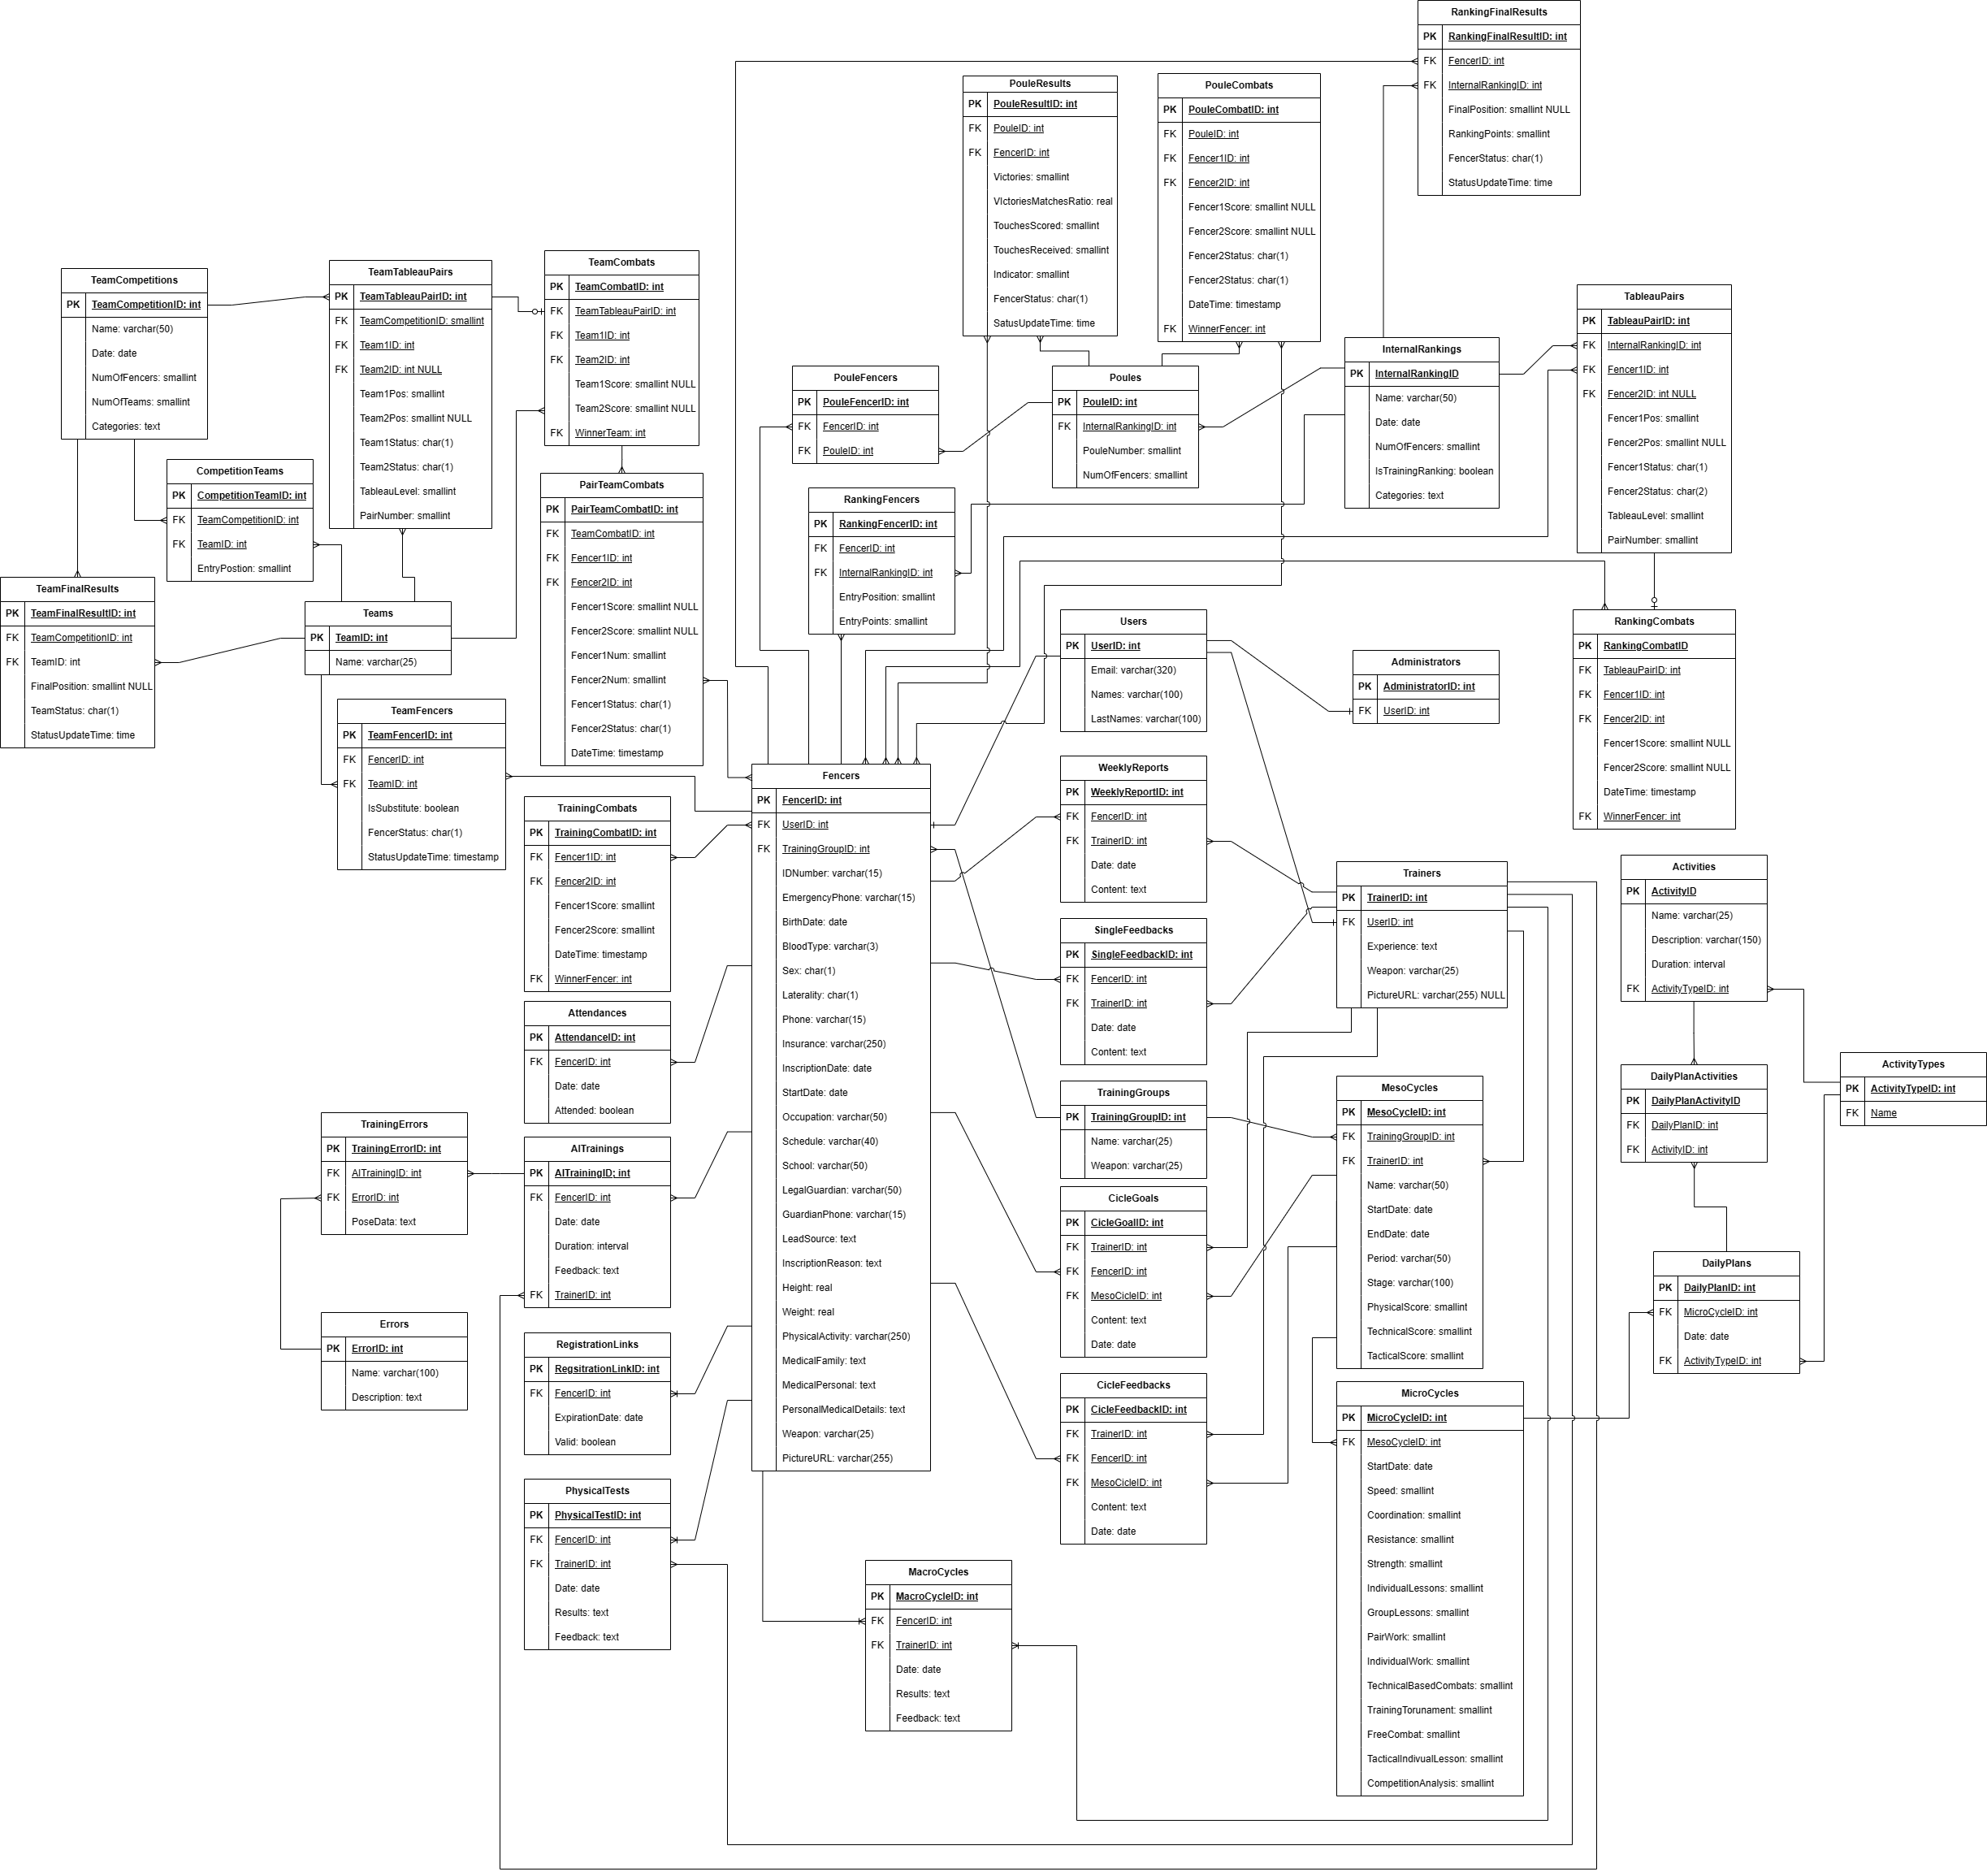 RankingFinalResults
PK RankingFinalResultID: int
FK FencerID: int
FK InternalRankingID: int
FinalPosition: smallint NULL
RankingPoints: smallint
FencerStatus: char(1)
StatusUpdateTime: time
PouleResults
PK PouleResultID: int
FK PouleID: int
FK FencerID: int
Victories: smallint
VIctoriesMatchesRatio: real
TouchesScored: smallint
TouchesReceived: smallint
Indicator: smallint
FencerStatus: char(1)
SatusUpdateTime: time
PouleCombats
PK PouleCombatID: int
FK PouleID: int
FK Fencer1ID: int
FK Fencer2ID: int
Fencer1Score: smallint NULL
Fencer2Score: smallint NULL
Fencer2Status: char(1)
Fencer2Status: char(1)
DateTime: timestamp
FK WinnerFencer: int
TeamCompetitions
PK TeamCompetitionID: int
Name: varchar(50)
Date: date
NumOfFencers: smallint
NumOfTeams: smallint
Categories: text
TeamTableauPairs
PK TeamTableauPairID: int
FK TeamCompetitionID: smallint
FK Team1ID: int
FK Team2ID: int NULL
Team1Pos: smallint
Team2Pos: smallint NULL
Team1Status: char(1)
Team2Status: char(1)
TableauLevel: smallint
PairNumber: smallint
TeamCombats
PK TeamCombatID: int
FK TeamTableauPairID: int
FK Team1ID: int
FK Team2ID: int
Team1Score: smallint NULL
Team2Score: smallint NULL
FK WinnerTeam: int
TableauPairs
PK TableauPairID: int
FK InternalRankingID: int
FK Fencer1ID: int
FK Fencer2ID: int NULL
Fencer1Pos: smallint
Fencer2Pos: smallint NULL
Fencer1Status: char(1)
Fencer2Status: char(2)
TableauLevel: smallint
PairNumber: smallint
InternalRankings
PK InternalRankingID
Name: varchar(50)
Date: date
NumOfFencers: smallint
IsTrainingRanking: boolean
Categories: text
PouleFencers
PK PouleFencerID: int
FK FencerID: int
FK PouleID: int
Poules
PK PouleID: int
FK InternalRankingID: int
PouleNumber: smallint
NumOfFencers: smallint
CompetitionTeams
PK CompetitionTeamID: int
FK TeamCompetitionID: int
FK TeamID: int
EntryPostion: smallint
PairTeamCombats
PK PairTeamCombatID: int
FK TeamCombatID: int
FK Fencer1ID: int
FK Fencer2ID: int
Fencer1Score: smallint NULL
Fencer2Score: smallint NULL
Fencer1Num: smallint
Fencer2Num: smallint
Fencer1Status: char(1)
Fencer2Status: char(1)
DateTime: timestamp
RankingFencers
PK RankingFencerID: int
FK FencerID: int
FK InternalRankingID: int
EntryPosition: smallint
EntryPoints: smallint
TeamFinalResults
PK TeamFinalResultID: int
FK TeamCompetitionID: int
FK TeamID: int
FinalPosition: smallint NULL
TeamStatus: char(1)
StatusUpdateTime: time
Teams
PK TeamID: int
Name: varchar(25)
Users
PK UserID: int
Email: varchar(320)
Names: varchar(100)
LastNames: varchar(100)
Administrators
PK AdministratorID: int
FK UserID: int
RankingCombats
PK RankingCombatID
FK TableauPairID: int
FK Fencer1ID: int
FK Fencer2ID: int
Fencer1Score: smallint NULL
Fencer2Score: smallint NULL
DateTime: timestamp
FK WinnerFencer: int
TeamFencers
PK TeamFencerID: int
FK FencerID: int
FK TeamID: int
IsSubstitute: boolean
FencerStatus: char(1)
StatusUpdateTime: timestamp
Fencers
PK FencerID: int
FK UserID: int
FK TrainingGroupID: int
IDNumber: varchar(15)
EmergencyPhone: varchar(15)
BirthDate: date
BloodType: varchar(3)
Sex: char(1)
Laterality: char(1)
Phone: varchar(15)
Insurance: varchar(250)
InscriptionDate: date
StartDate: date
Occupation: varchar(50)
Schedule: varchar(40)
School: varchar(50)
LegalGuardian: varchar(50)
GuardianPhone: varchar(15)
LeadSource: text
InscriptionReason: text
Height: real
Weight: real
PhysicalActivity: varchar(250)
MedicalFamily: text
MedicalPersonal: text
PersonalMedicalDetails: text
Weapon: varchar(25)
PictureURL: varchar(255)
WeeklyReports
PK WeeklyReportID: int
FK FencerID: int
FK TrainerID: int
Date: date
Content: text
TrainingCombats
PK TrainingCombatID: int
FK Fencer1ID: int
FK Fencer2ID: int
Fencer1Score: smallint
Fencer2Score: smallint
DateTime: timestamp
FK WinnerFencer: int
Trainers
PK TrainerID: int
FK UserID: int
Experience: text
Weapon: varchar(25)
PictureURL: varchar(255) NULL
Activities
PK ActivityID
Name: varchar(25)
Description: varchar(150)
Duration: interval
FK ActivityTypeID: int
SingleFeedbacks
PK SingleFeedbackID: int
FK FencerID: int
FK TrainerID: int
Date: date
Content: text
Attendances
PK AttendanceID: int
FK FencerID: int
Date: date
Attended: boolean
ActivityTypes
PK ActivityTypeID: int
FK Name
DailyPlanActivities
PK DailyPlanActivityID
FK DailyPlanID: int
FK ActivityID: int
TrainingGroups
PK TrainingGroupID: int
Name: varchar(25)
Weapon: varchar(25)
MesoCycles
PK MesoCycleID: int
FK TrainingGroupID: int
FK TrainerID: int
Name: varchar(50)
StartDate: date
EndDate: date
Period: varchar(50)
Stage: varchar(100)
PhysicalScore: smallint
TechnicalScore: smallint
TacticalScore: smallint
TrainingErrors
PK TrainingErrorID: int
FK AITrainingID: int
FK ErrorID: int
PoseData: text
AITrainings
PK AITrainingID: int
FK FencerID: int
Date: date
Duration: interval
Feedback: text
FK TrainerID: int
CicleGoals
PK CicleGoalID: int
FK TrainerID: int
FK FencerID: int
FK MesoCicleID: int
Content: text
Date: date
DailyPlans
PK DailyPlanID: int
FK MicroCycleID: int
Date: date
FK ActivityTypeID: int
Errors
PK ErrorID: int
Name: varchar(100)
Description: text
RegistrationLinks
PK RegsitrationLinkID: int
FK FencerID: int
ExpirationDate: date
Valid: boolean
CicleFeedbacks
PK CicleFeedbackID: int
FK TrainerID: int
FK FencerID: int
FK MesoCicleID: int
Content: text
Date: date
MicroCycles
PK MicroCycleID: int
FK MesoCycleID: int
StartDate: date
Speed: smallint
Coordination: smallint
Resistance: smallint
Strength: smallint
IndividualLessons: smallint
GroupLessons: smallint
PairWork: smallint
IndividualWork: smallint
TechnicalBasedCombats: smallint
TrainingTorunament: smallint
FreeCombat: smallint
TacticalIndivualLesson: smallint
CompetitionAnalysis: smallint
PhysicalTests
PK PhysicalTestID: int
FK FencerID: int
FK TrainerID: int
Date: date
Results: text
Feedback: text
MacroCycles
PK MacroCycleID: int
FK FencerID: int
FK TrainerID: int
Date: date
Results: text
Feedback: text